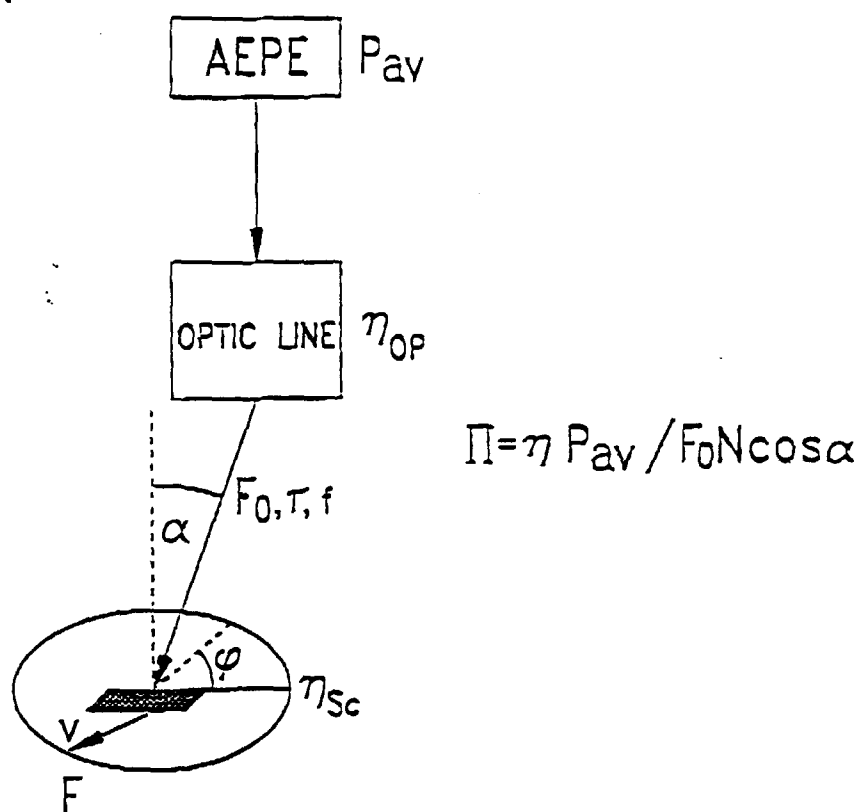 AEPE Pav
OPTIC LINE ηOP
Π=η Pav /F0Ncosα
F0,τ,f
α
φ
ηSc
V
F